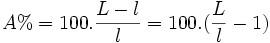 A% = 100.\frac{L - l}{l} = 100.(\frac{L}{l} - 1)